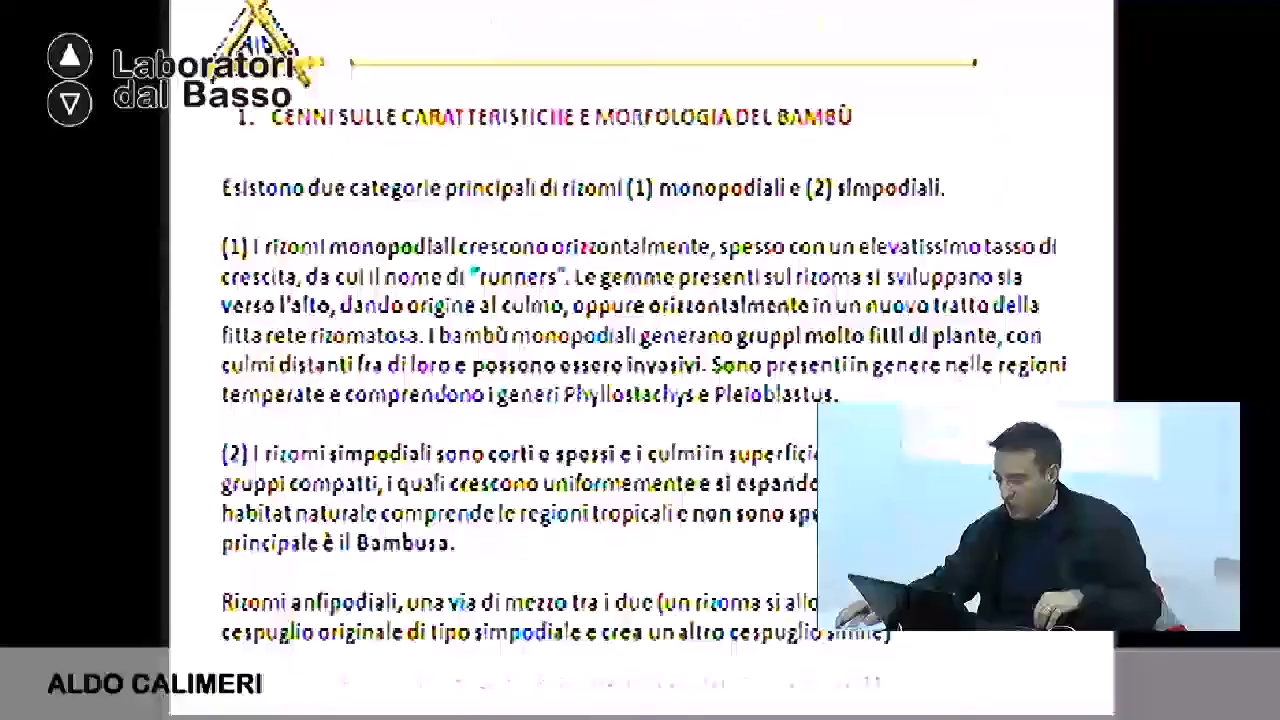 Laboratori
dal Basso
1. CENNI SULLE CARATTERISTICHE E MORFOLOGIA DEL BAMBÙ
Esistono due categorie principali di rizomi (1) monopodiali e (2) simpodiali.
(1) I rizomi monopodiali crescono orizzontalmente, spesso con un elevatissimo tasso di
crescita, da cui il nome di "runners". Le gemme presenti sul rizoma si sviluppano sia
verso l'alto, dando origine al culmo, oppure orizzontalmente in un nuovo tratto della
fitta rete rizomatosa. I bambù monopodiali generano gruppi molto fitti di piante, con
culmi distanti fra di loro e possono essere invasivi. Sono presenti in genere nelle regioni
temperate e comprendono i generi Phyllostachys e Pleioblastus.
(2) I rizomi simpodiali sono corti e spessi e i culmi in
gruppi compatti, i quali crescono uniformemente e si
habitat naturale comprende le regioni tropicali e non sono
principale è il Bambusa.
Rizomi anfipodiali, una via di mezzo tra i due (un rizoma si
cespuglio originale di tipo simpodiale e crea un altro cespuglio simile)
ALDO CALIMERI